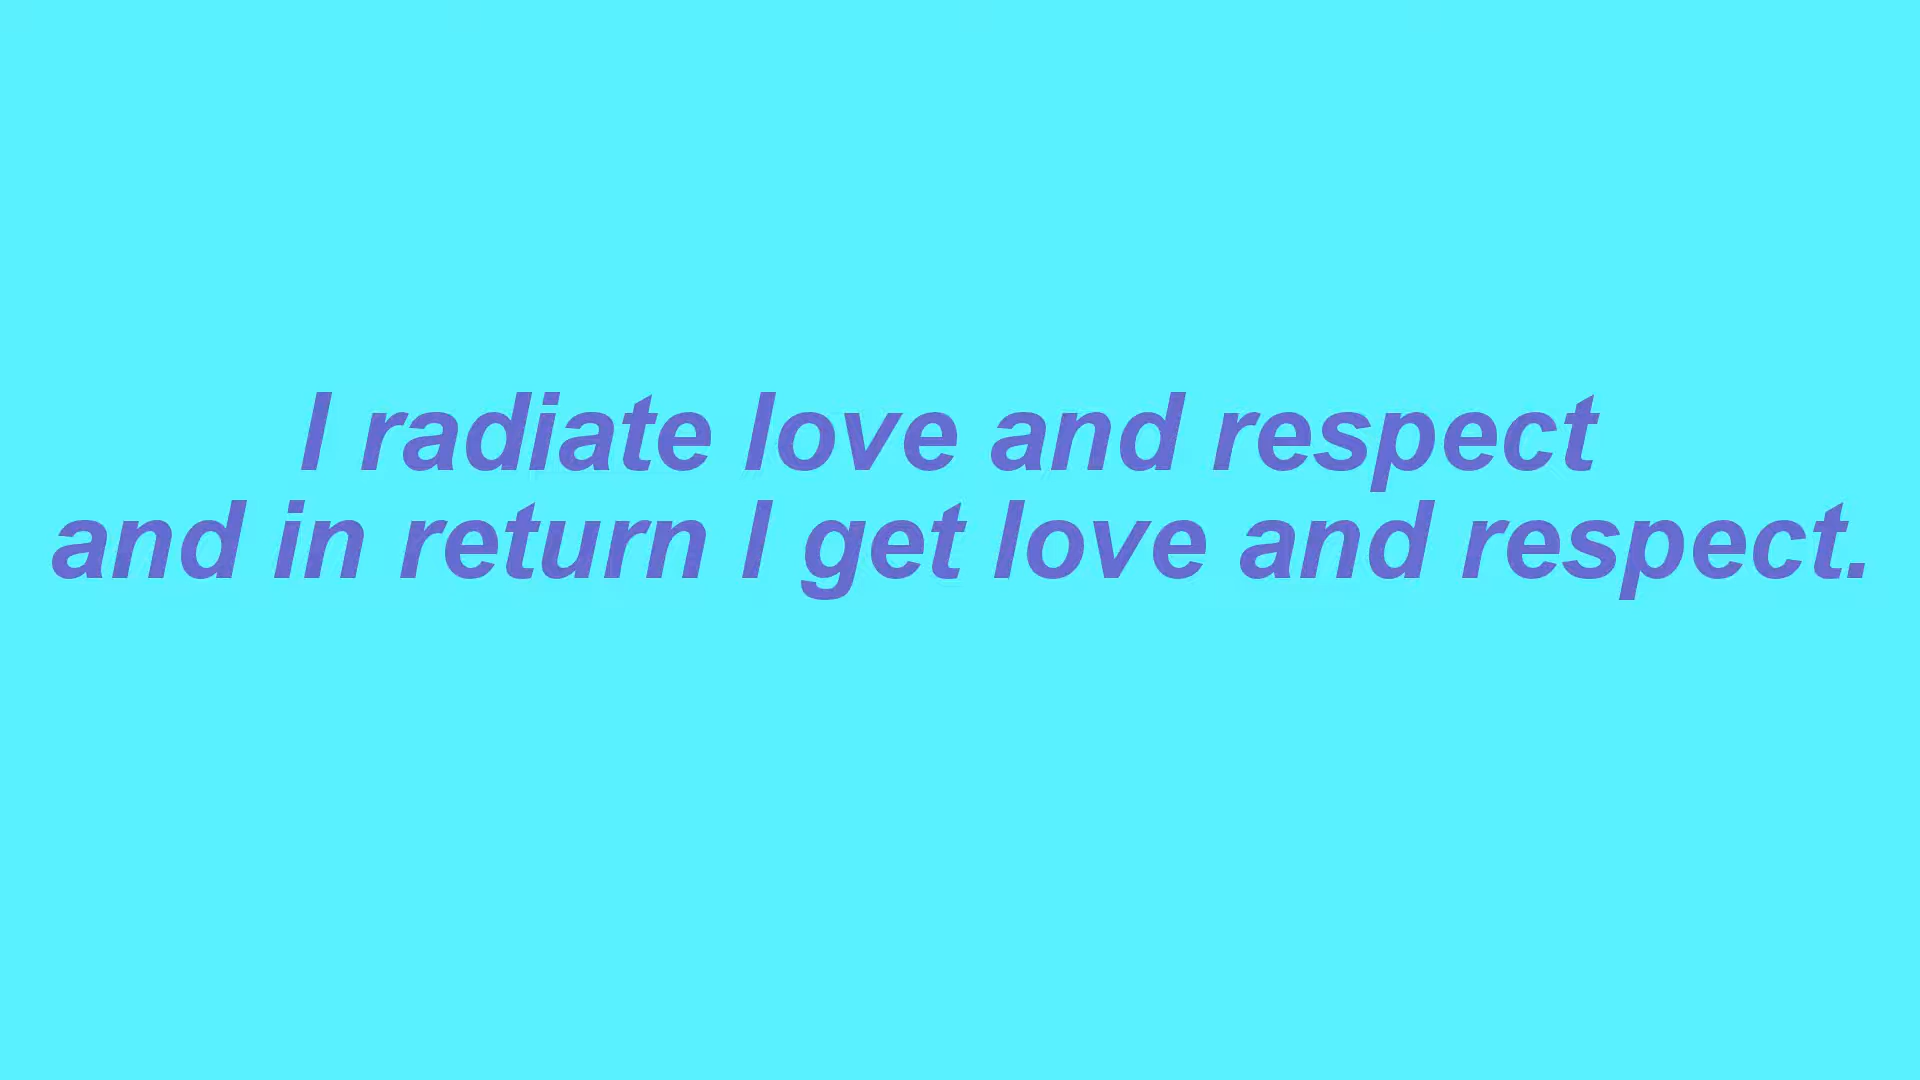 I radiate love and respect
and in return I get love and respect.